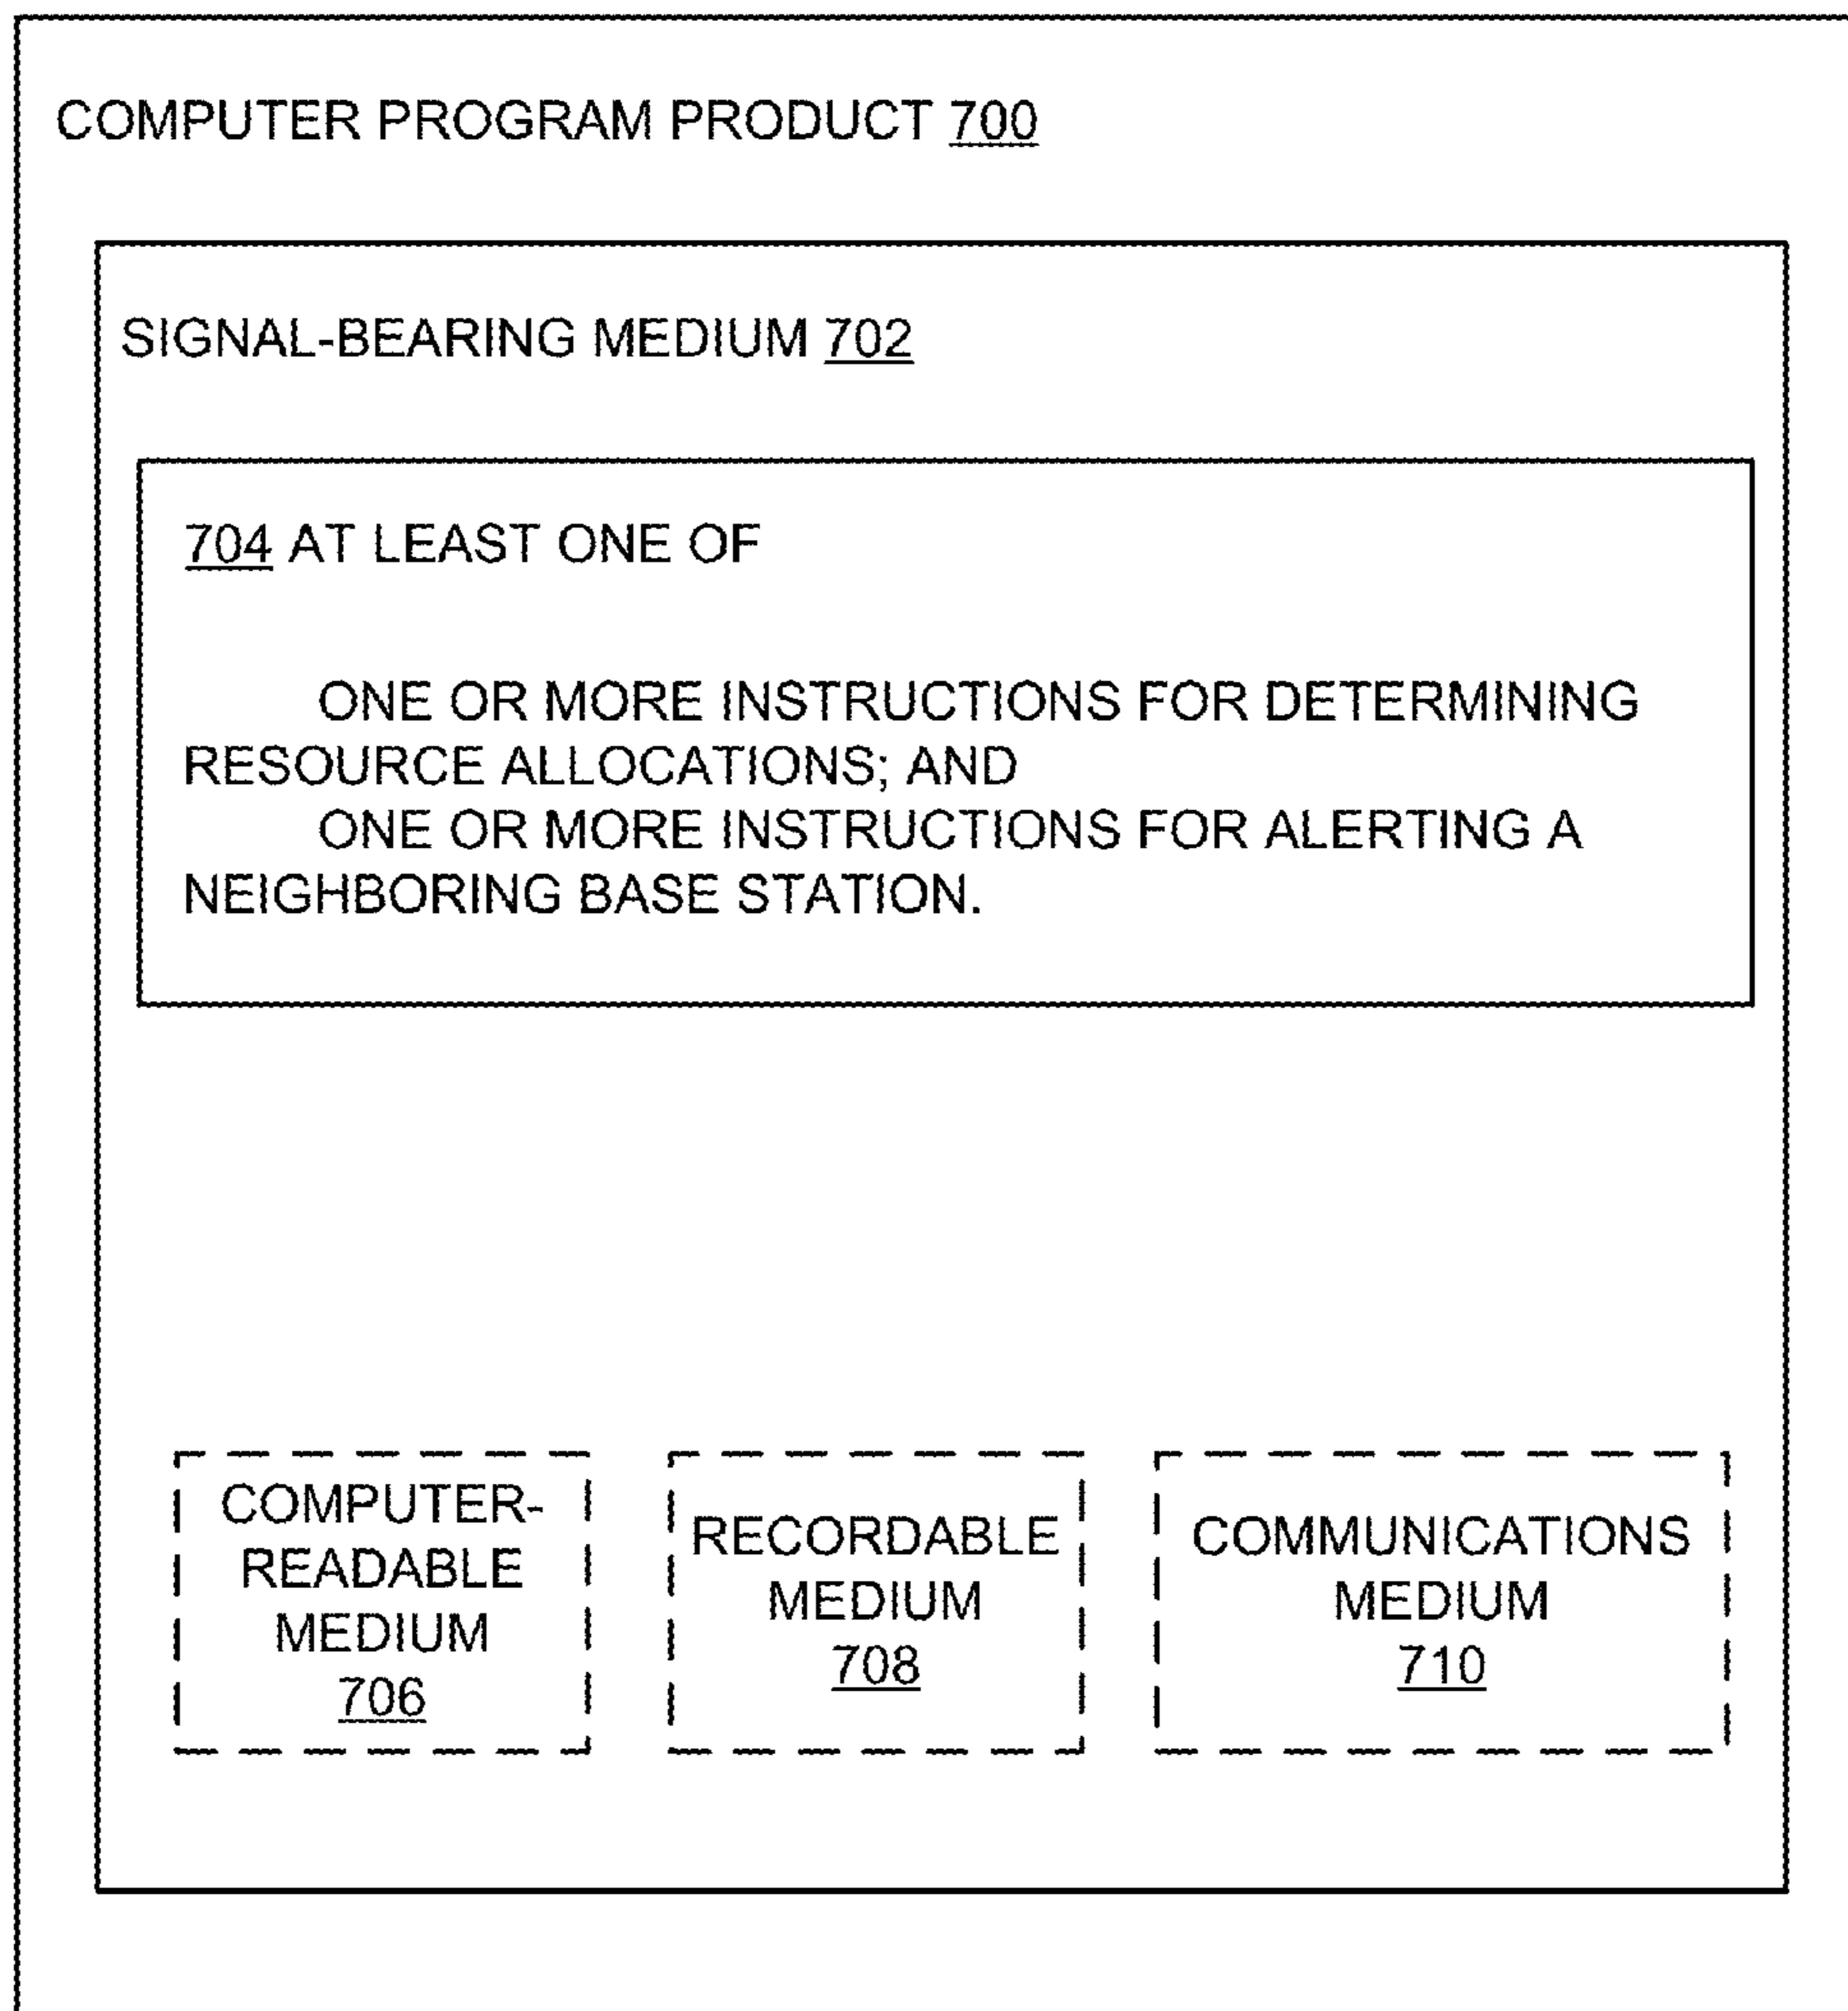 COMPUTER PROGRAM PRODUCT 700
SIGNAL-BEARING MEDIUM 702
704 AT LEAST ONE OF
ONE OR MORE INSTRUCTIONS FOR DETERMINING
RESOURCE ALLOCATIONS; AND
ONE OR MORE INSTRUCTIONS FOR ALERTING A
NEIGHBORING BASE STATION.
COMPUTER-
READABLE
MEDIUM
706
RECORDABLE
MEDIUM
708
COMMUNICATIONS
MEDIUM
710